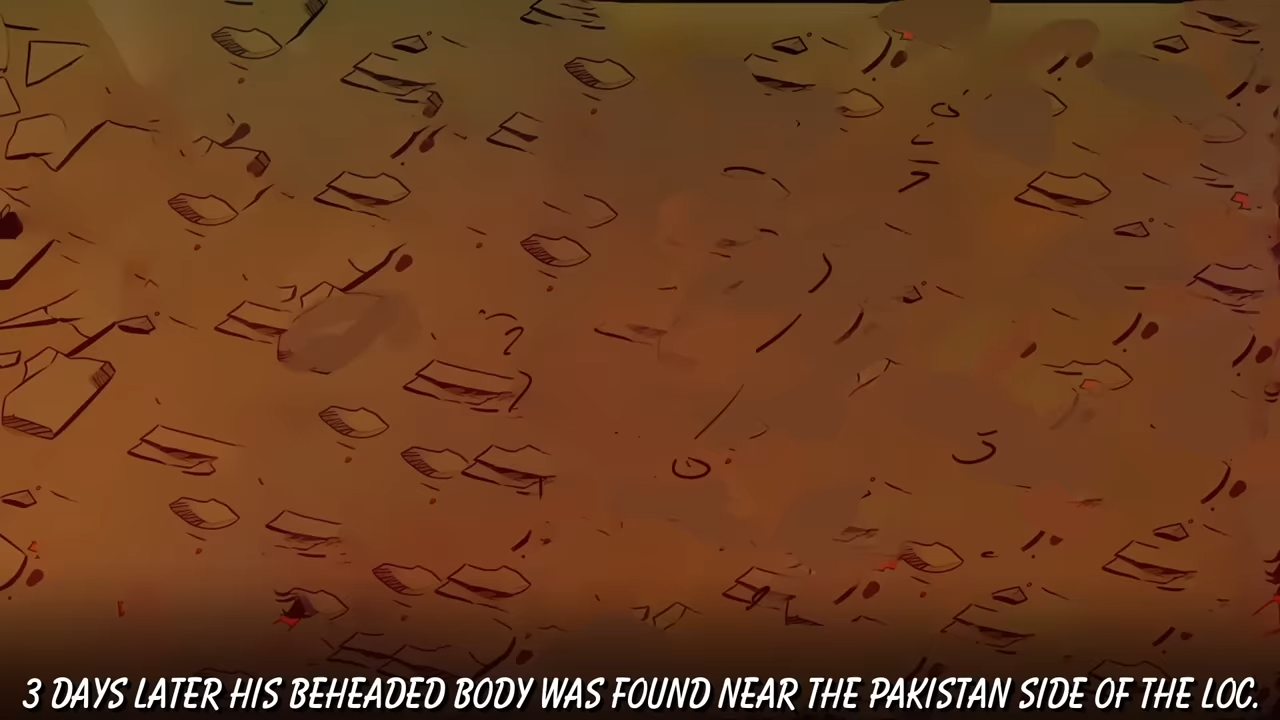 3 DAYS LATER HIS BEHEADED BODY WAS FOUND NEAR THE PAKISTAN SIDE OF THE LOC.